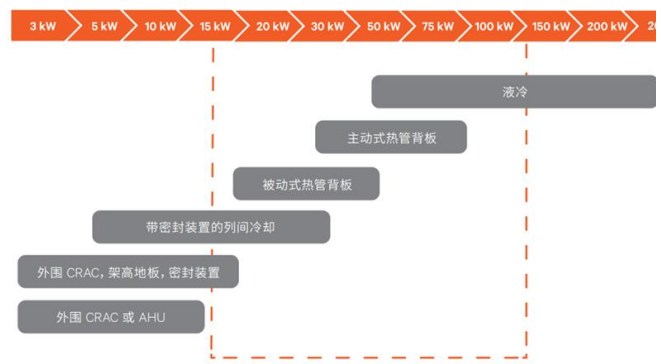 3 kW 5 kW 10 kW 15 kW 20 kW 30 kW 50 kW 75 kW 100 kW 150 kW 200 kW
液冷
主动式热管背板
被动式热管背板
带密封装置的列间冷却
外围 CRAC，架高地板，密封装置
外围 CRAC 或 AHU